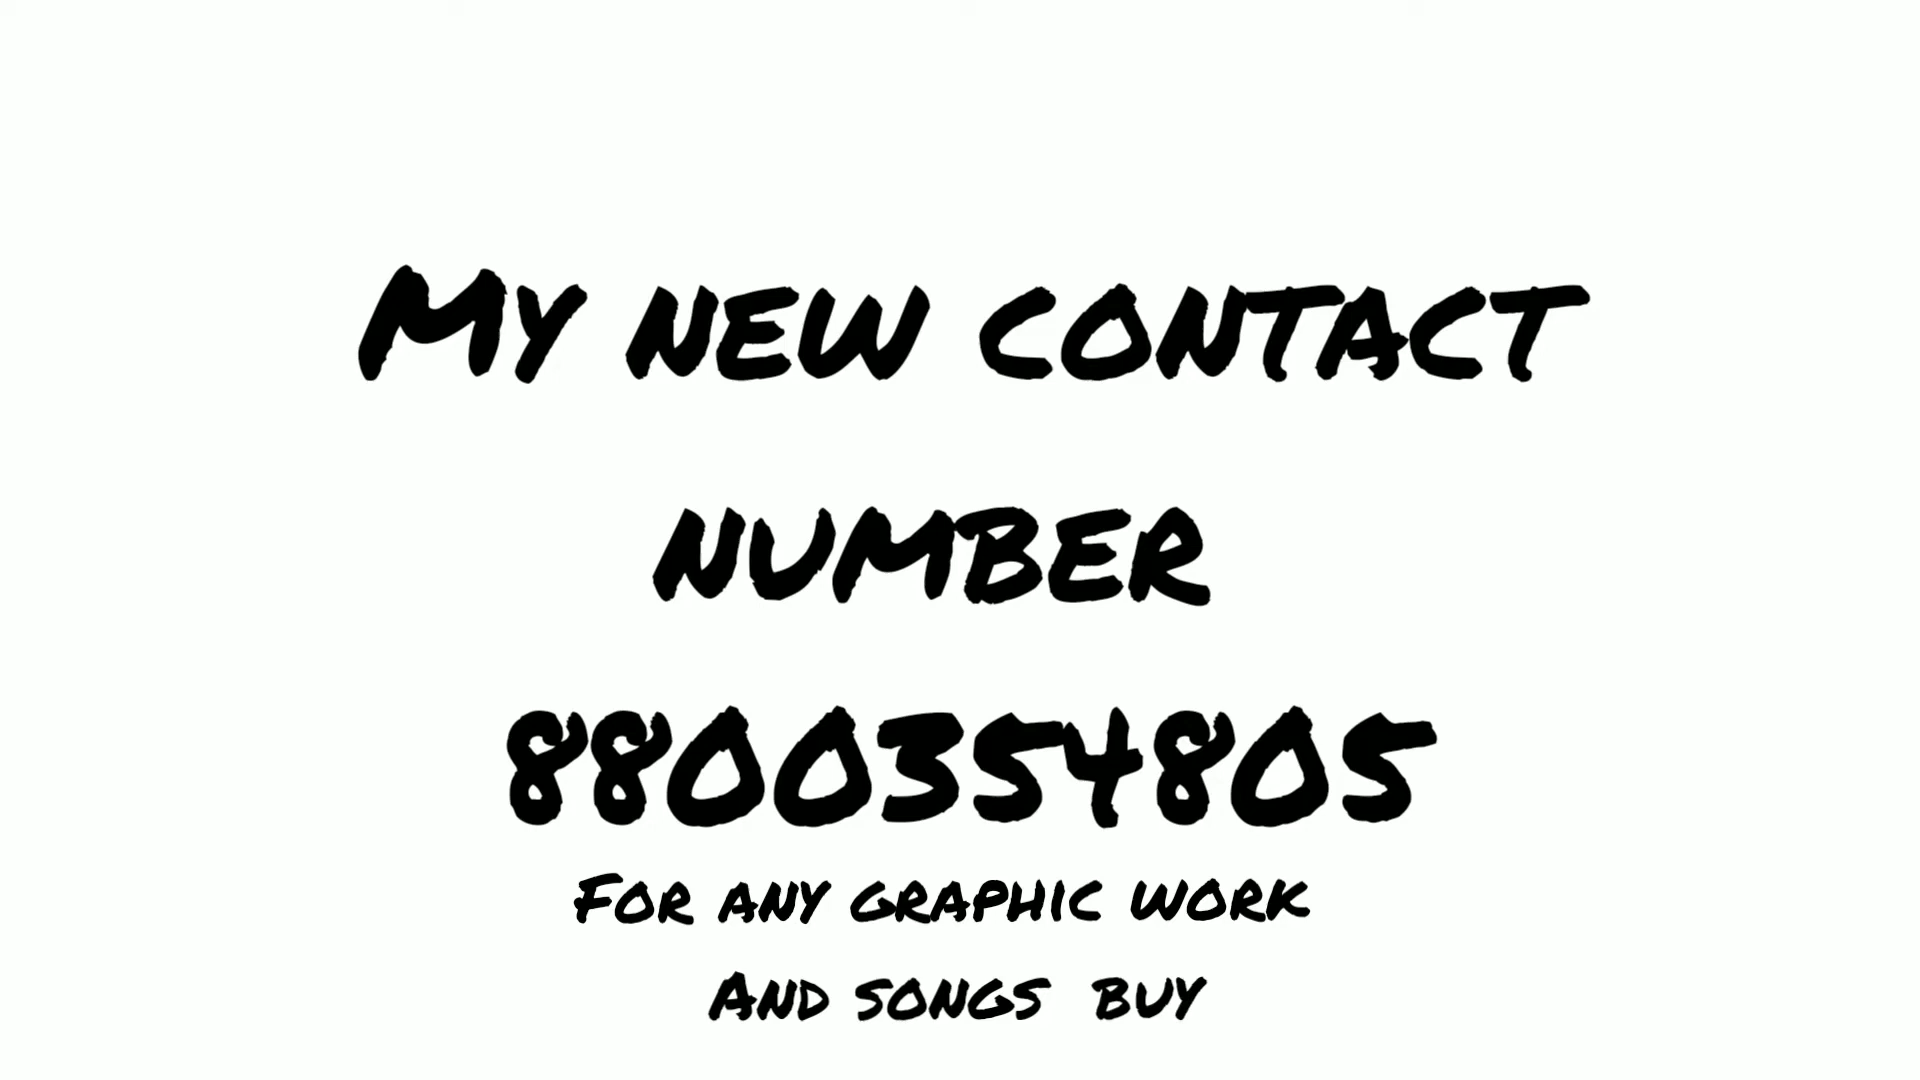 My new contact
number
8800354805
For any graphic work
And songs buy